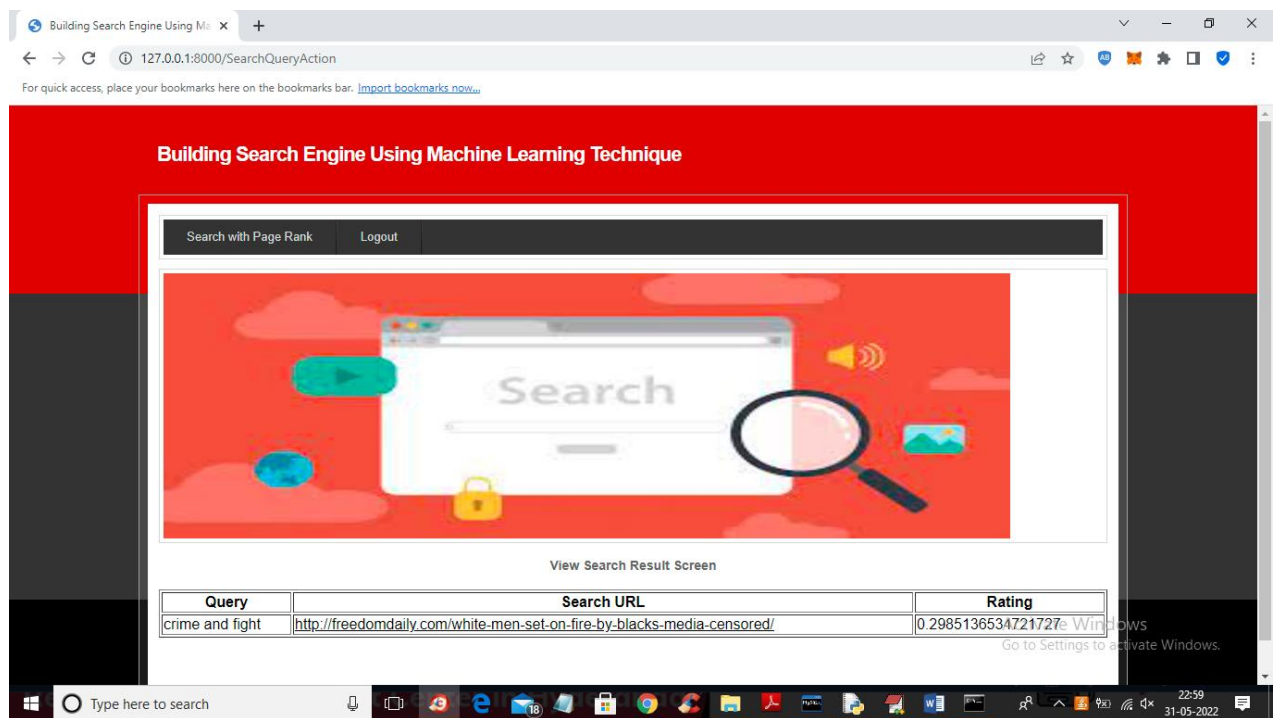 Building Search Engine Using Ma
127.0.0.1:8000/SearchQueryAction
For quick access, place your bookmarks here on the bookmarks bar. Import bookmarks now...
Building Search Engine Using Machine Learning Technique
Search with Page Rank Logout
Search
View Search Result Screen
Query Search URL Rating
crime and fight http://freedomdaily.com/white-men-set-on-fire-by-blacks-media-censored/ 0.2985136534721727
Activate Windows
Go to Settings to activate Windows.
Type here to search
18
22:59
31-05-2022